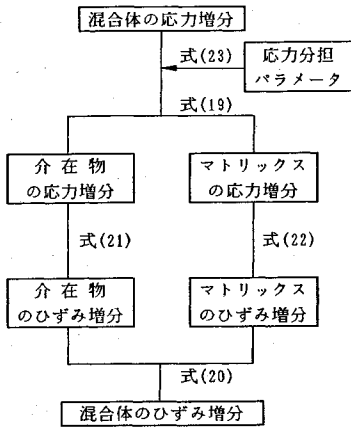 混合体の応力増分
式(23)
応力分担
パラメータ
式(19)
介在物
の応力増分
マトリックス
の応力増分
式(21)
式(22)
介在物
のひずみ増分
マトリックス
のひずみ増分
式(20)
混合体のひずみ増分